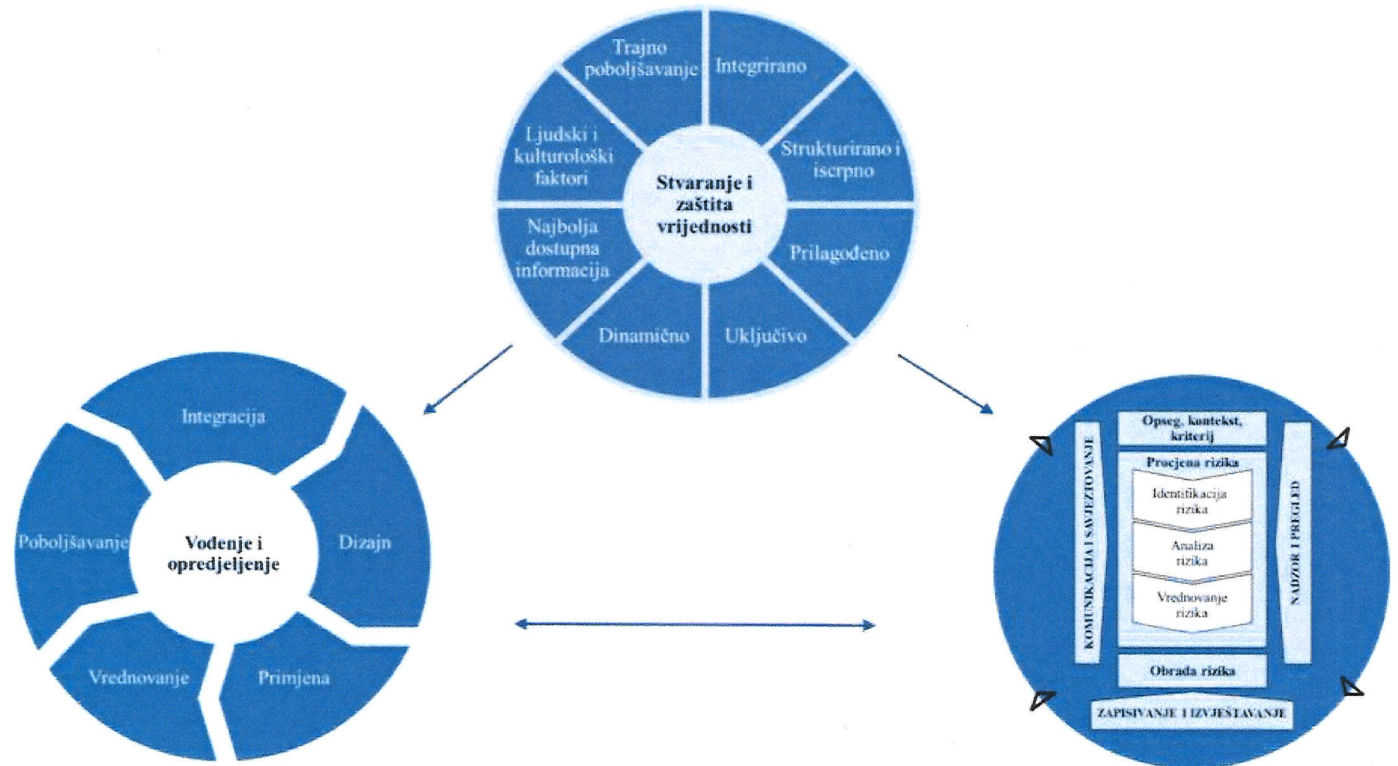 Trajno
poboljšavanje
Integrirano
Strukturirano i
iscrpno
Prilagođeno
Uključivo
Dinamično
Najbolja
dostupna
informacija
Ljudski i
kulturološki
faktori
Stvaranje i
zaštita
vrijednosti
Integracija
Dizajn
Primjena
Vrednovanje
Poboljšavanje
Vođenje i
opredjeljenje
Opseg, kontekst,
kriterij
Procjena rizika
Identifikacija
rizika
Analiza
rizika
Vrednovanje
rizika
Obrada rizika
KOMUNIKACIJA I SAVJEZTOVANJE
NADZOR I PREGLED
ZAPISIVANJE I IZVJEŠTAVANJE